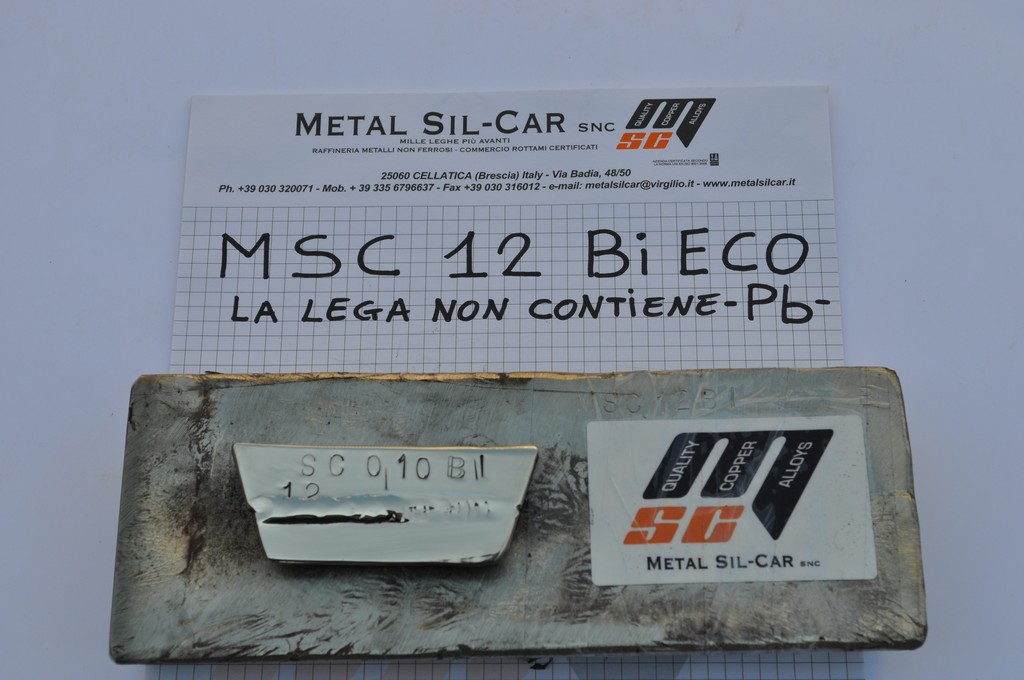 METAL SIL-CAR SNC
QUALITY
COPPER
ALLOYS
SC
MILLE LEGHE PIÙ AVANTI
RAFFINERIA METALLI NON FERROSI - COMMERCIO ROTTAMI CERTIFICATI
25060 CELLATICA (Brescia) Italy - Via Badia, 48/50
Ph. +39 030 320071 - Mob. + 39 335 6796637 - Fax +39 030 316012 - e-mail: metalsilcar@virgilio.it - www.metalsilcar.it
MSC 12 Bi ECO
LA LEGA NON CONTiENE -Pb-
SC 12 BI
SC 0,10 BI
12
QUALITY
COPPER
ALLOYS
SC
METAL SIL-CAR SNC